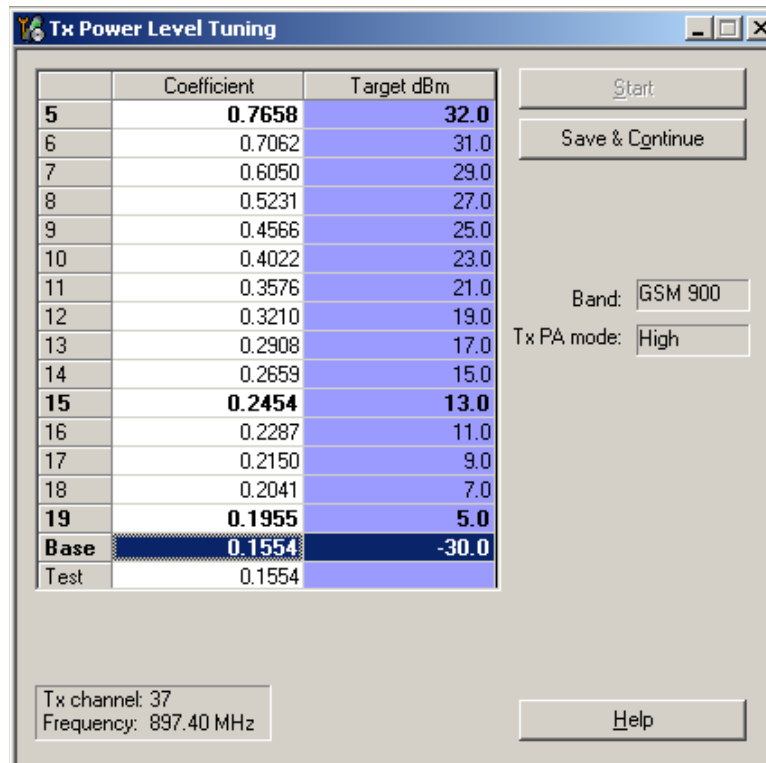 Tx Power Level Tuning
Coefficient Target dBm
5 0.7658 32.0
6 0.7062 31.0
7 0.6050 29.0
8 0.5231 27.0
9 0.4566 25.0
10 0.4022 23.0
11 0.3576 21.0
12 0.3210 19.0
13 0.2908 17.0
14 0.2659 15.0
15 0.2454 13.0
16 0.2287 11.0
17 0.2150 9.0
18 0.2041 7.0
19 0.1955 5.0
Base 0.1554 -30.0
Test 0.1554
Start
Save & Continue
Band: GSM 900
Tx PA mode: High
Tx channel: 37
Frequency: 897.40 MHz
Help